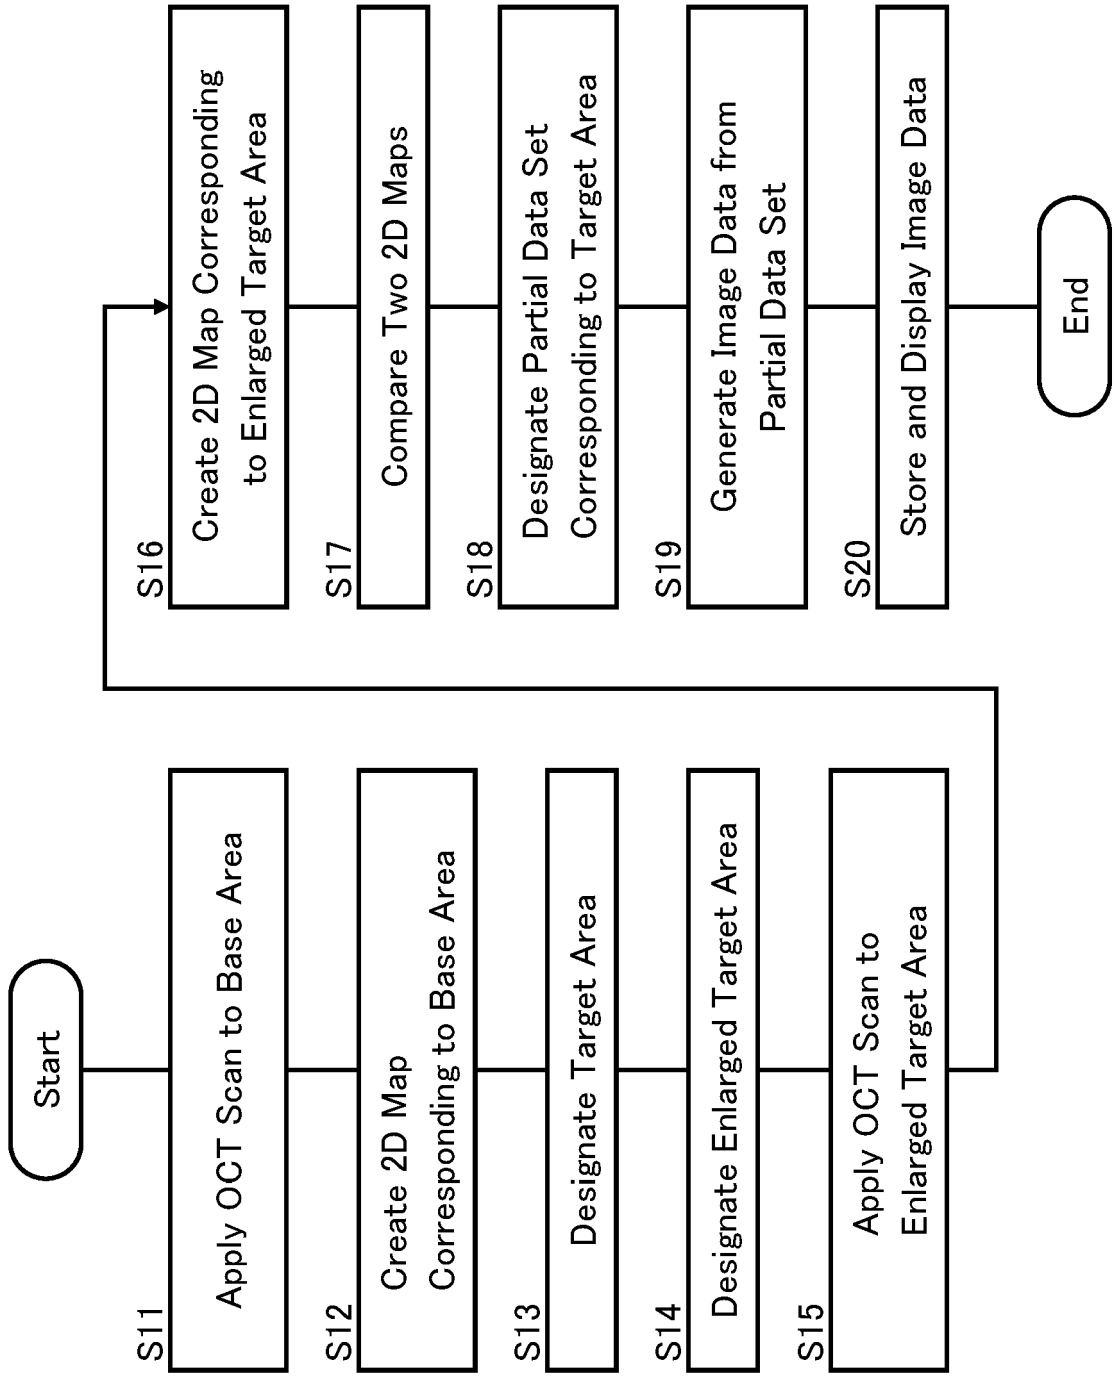 Start
S11
Apply OCT Scan to Base Area
S12
Create 2D Map
Corresponding to Base Area
S13
Designate Target Area
S14
Designate Enlarged Target Area
S15
Apply OCT Scan to
Enlarged Target Area
S16
Create 2D Map Corresponding
to Enlarged Target Area
S17
Compare Two 2D Maps
S18
Designate Partial Data Set
Corresponding to Target Area
S19
Generate Image Data from
Partial Data Set
S20
Store and Display Image Data
End